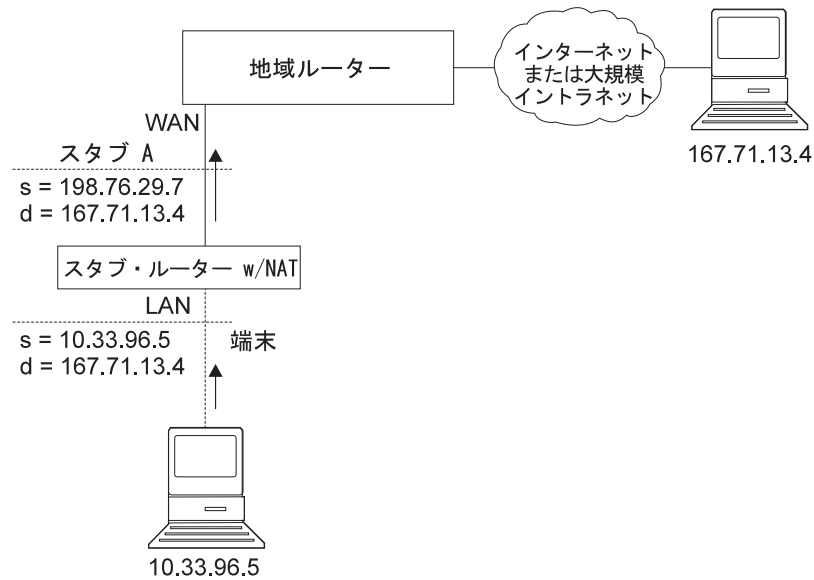 地域ルーター
インターネット
または大規模
イントラネット
167.71.13.4
WAN
スタブ A
s = 198.76.29.7
d = 167.71.13.4
スタブ・ルーター w/NAT
LAN
s = 10.33.96.5
d = 167.71.13.4
端末
10.33.96.5